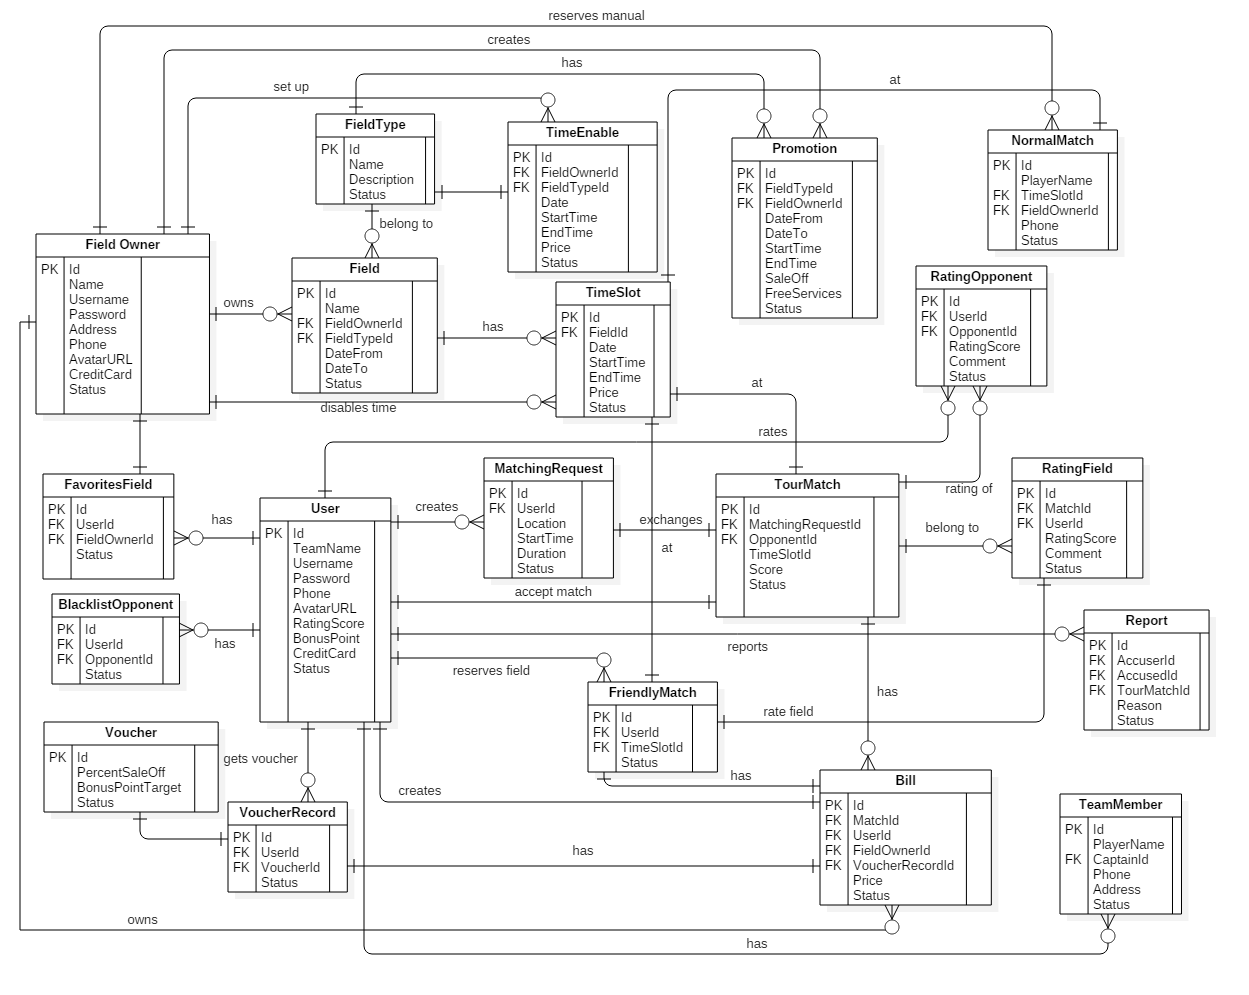 reserves manual
creates
has
at
set up
FieldType
PK Id
Name
Description
Status
TimeEnable
PK Id
FK FieldOwnerId
FK FieldTypeId
Date
StartTime
EndTime
Price
Status
Promotion
PK Id
FK FieldTypeId
FK FieldOwnerId
DateFrom
DateTo
StartTime
EndTime
SaleOff
FreeServices
Status
NormalMatch
PK Id
PlayerName
FK TimeSlotId
FK FieldOwnerId
Phone
Status
belong to
Field Owner
PK Id
Name
Username
Password
Address
Phone
AvatarURL
CreditCard
Status
owns
Field
PK Id
Name
FK FieldOwnerId
FK FieldTypeId
DateFrom
DateTo
Status
has
TimeSlot
PK Id
FK FieldId
Date
StartTime
EndTime
Price
Status
RatingOpponent
PK Id
FK UserId
FK OpponentId
RatingScore
Comment
Status
disables time
at
rates
FavoritesField
PK Id
FK UserId
FK FieldOwnerId
Status
has
User
PK Id
TeamName
Username
Password
Phone
AvatarURL
RatingScore
BonusPoint
CreditCard
Status
creates
MatchingRequest
PK Id
FK UserId
Location
StartTime
Duration
Status
exchanges
at
TourMatch
PK Id
FK MatchingRequestId
FK OpponentId
TimeSlotId
Score
Status
rating of
belong to
RatingField
PK Id
FK MatchId
FK UserId
RatingScore
Comment
Status
accept match
BlacklistOpponent
PK Id
FK UserId
FK OpponentId
Status
has
reports
Report
PK Id
FK AccuserId
FK AccusedId
FK TourMatchId
Reason
Status
reserves field
FriendlyMatch
PK Id
FK UserId
FK TimeSlotId
Status
rate field
has
Voucher
PK Id
PercentSaleOff
BonusPointTarget
Status
gets voucher
has
creates
Bill
PK Id
FK MatchId
FK UserId
FK FieldOwnerId
FK VoucherRecordId
Price
Status
VoucherRecord
PK Id
FK UserId
FK VoucherId
Status
has
TeamMember
PK Id
PlayerName
FK CaptainId
Phone
Address
Status
owns
has